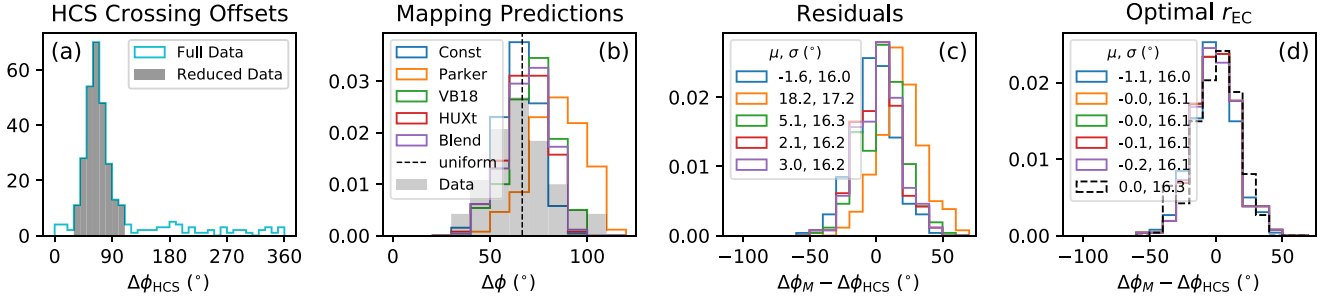 HCS Crossing Offsets
(a)
Full Data
Reduced Data
60
40
20
0
0 90 180 270 360
Δϕ_HCS (°)
Mapping Predictions
(b)
Const
Parker
VB18
HUXt
Blend
uniform
Data
0.03
0.02
0.01
0.00
0 50 100
Δϕ (°)
Residuals
(c)
μ, σ (°)
-1.6, 16.0
18.2, 17.2
5.1, 16.3
2.1, 16.2
3.0, 16.2
0.02
0.01
0.00
−100 −50 0 50
Δϕ_M − Δϕ_HCS (°)
Optimal r_EC
(d)
μ, σ (°)
-1.1, 16.0
-0.0, 16.1
-0.0, 16.1
-0.1, 16.1
-0.2, 16.1
0.0, 16.3
0.02
0.01
0.00
−100 −50 0 50
Δϕ_M − Δϕ_HCS (°)